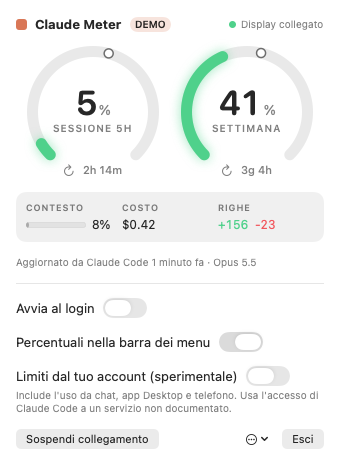 Claude Meter DEMO Display collegato
5% 41%
SESSIONE 5H SETTIMANA
2h 14m 3g 4h
CONTESTO COSTO RIGHE
8% $0.42 +156 -23
Aggiornato da Claude Code 1 minuto fa · Opus 5.5
Avvia al login
Percentuali nella barra dei menu
Limiti dal tuo account (sperimentale)
Include l'uso da chat, app Desktop e telefono. Usa l'accesso di
Claude Code a un servizio non documentato.
Sospendi collegamento Esci